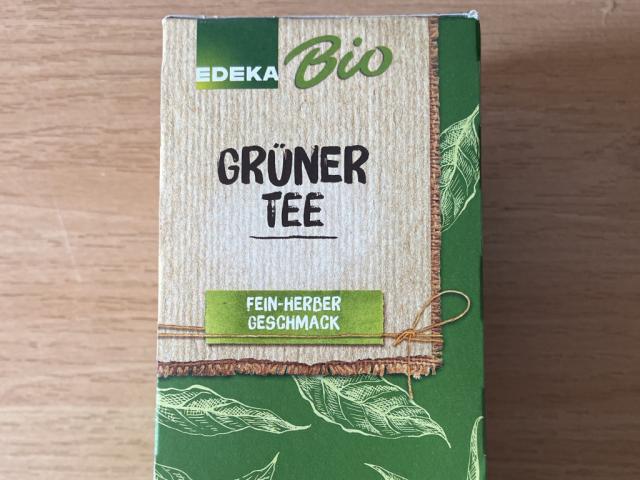 EDEKA Bio
GRÜNER
TEE
FEIN-HERBER
GESCHMACK